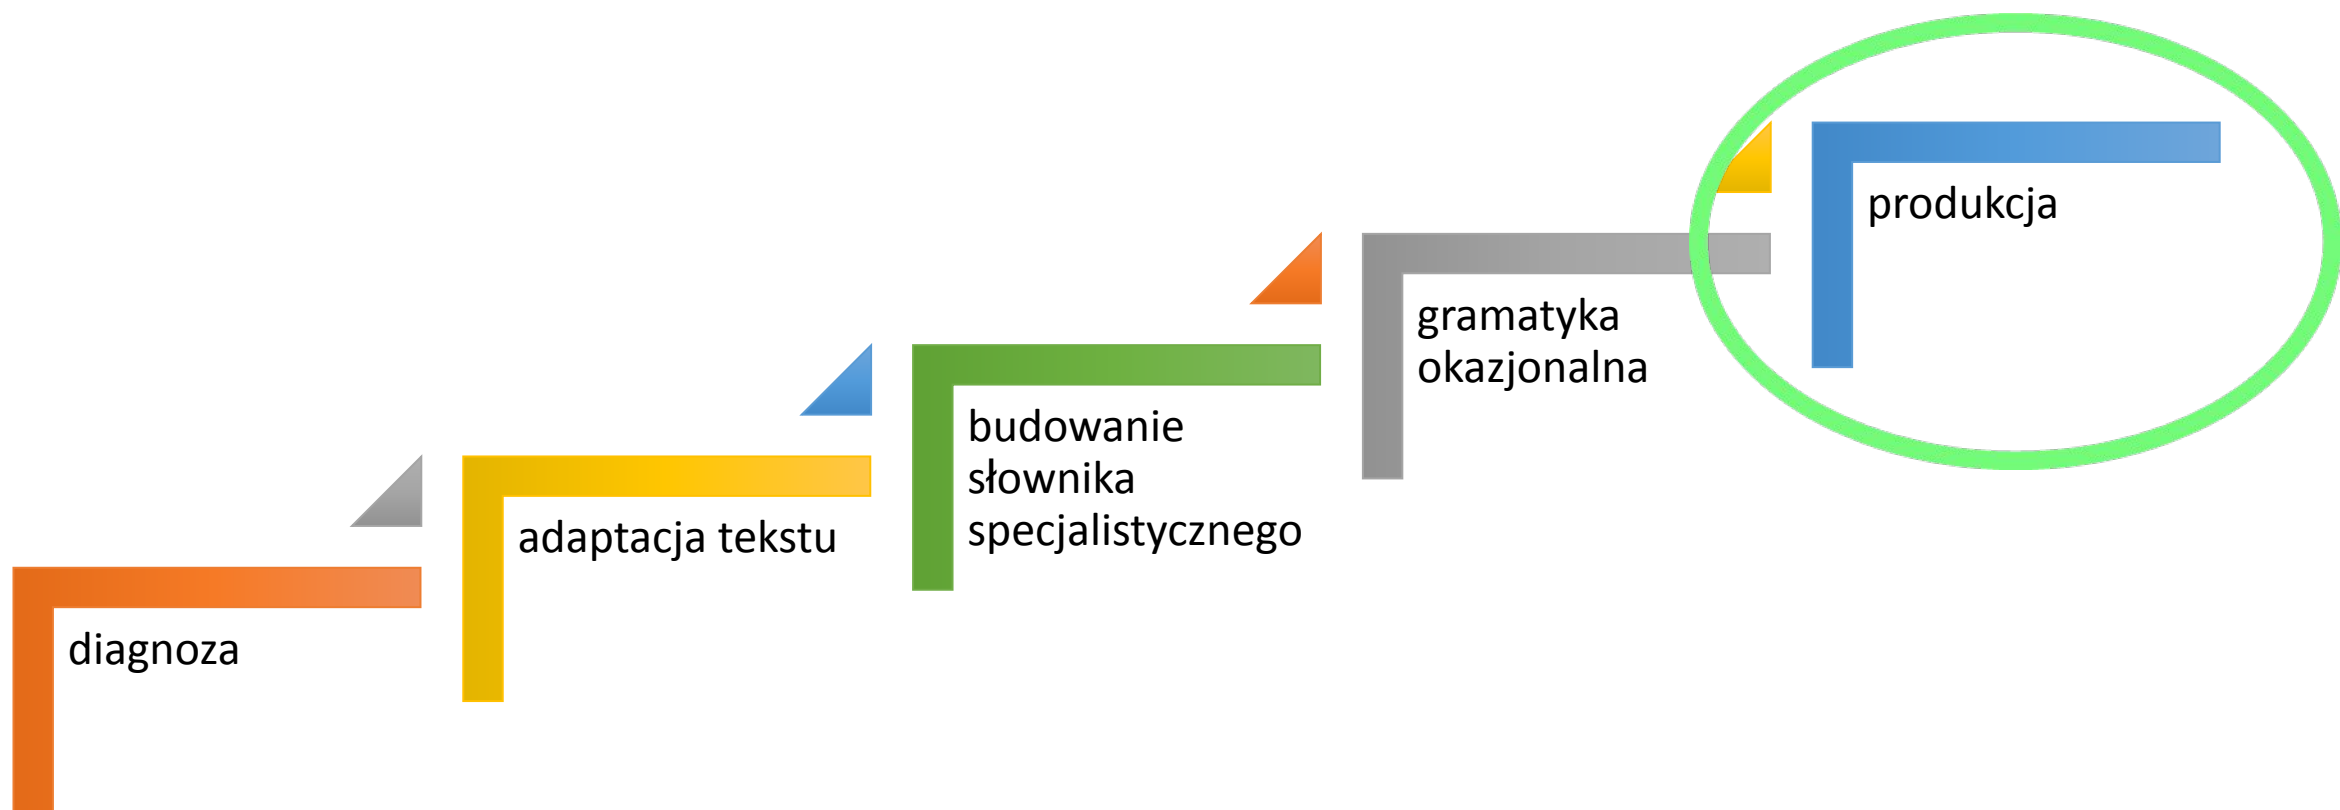 diagnoza
adaptacja tekstu
budowanie
słownika
specjalistycznego
gramatyka
okazjonalna
produkcja